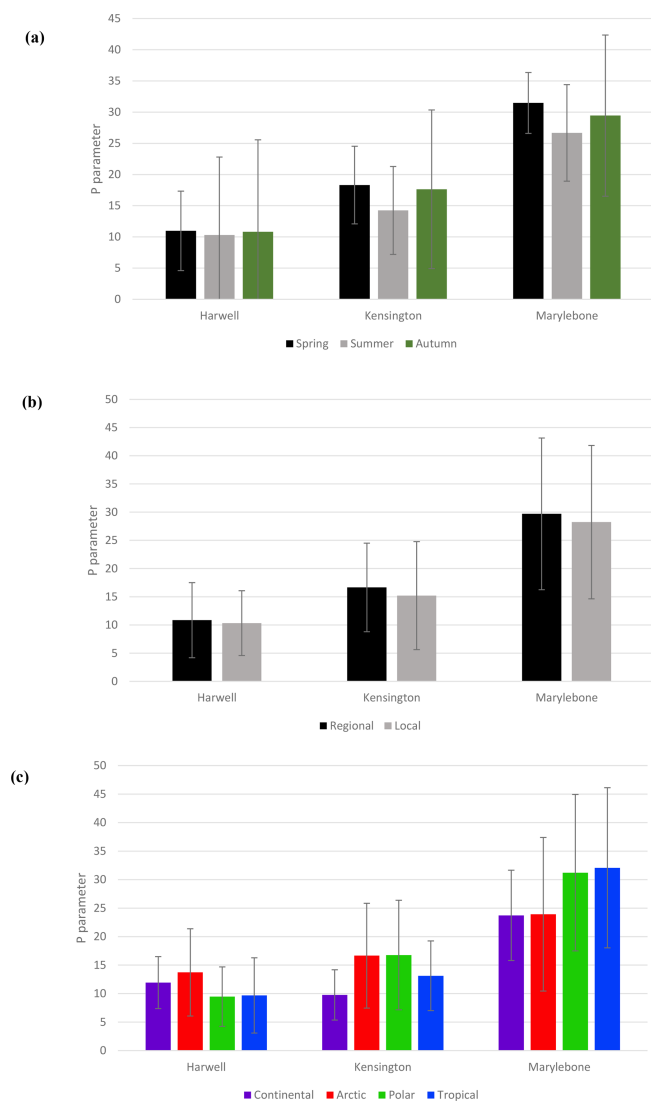 (a)
45
40
35
30
25
20
15
10
5
0
P parameter
Harwell Kensington Marylebone
Spring Summer Autumn
(b)
50
45
40
35
30
25
20
15
10
5
0
P parameter
Harwell Kensington Marylebone
Regional Local
(c)
50
45
40
35
30
25
20
15
10
5
0
P parameter
Harwell Kensington Marylebone
Continental Arctic Polar Tropical